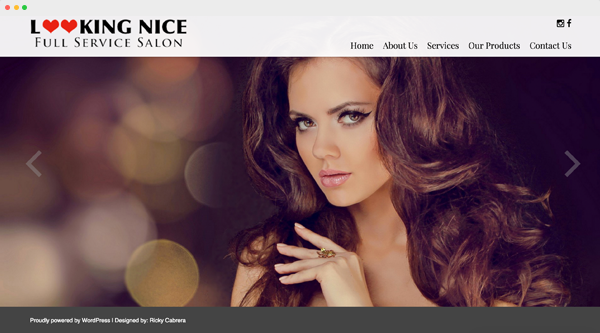 L❤❤KING NICE
FULL SERVICE SALON
Home About Us Services Our Products Contact Us
Proudly powered by WordPress | Designed by: Ricky Cabrera